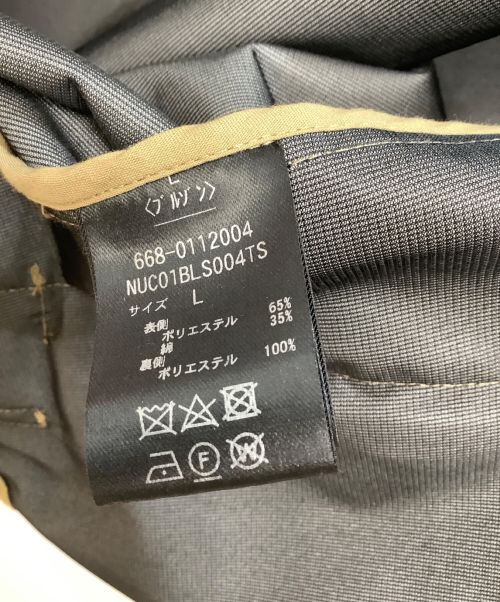 L
〈ブルゾン〉
668-0112004
NUC01BLS004TS
サイズ L
表側
ポリエステル 65%
綿 35%
裏側
ポリエステル 100%
F
W